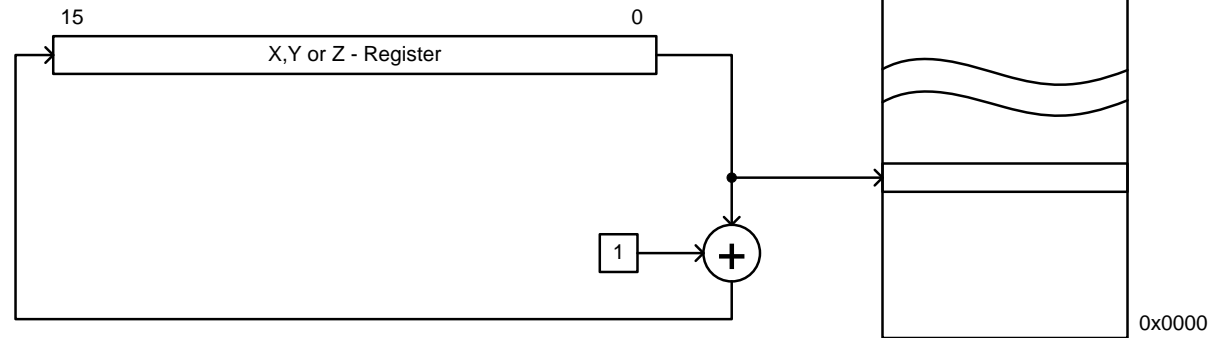 15
0
X,Y or Z - Register
1
+
0x0000